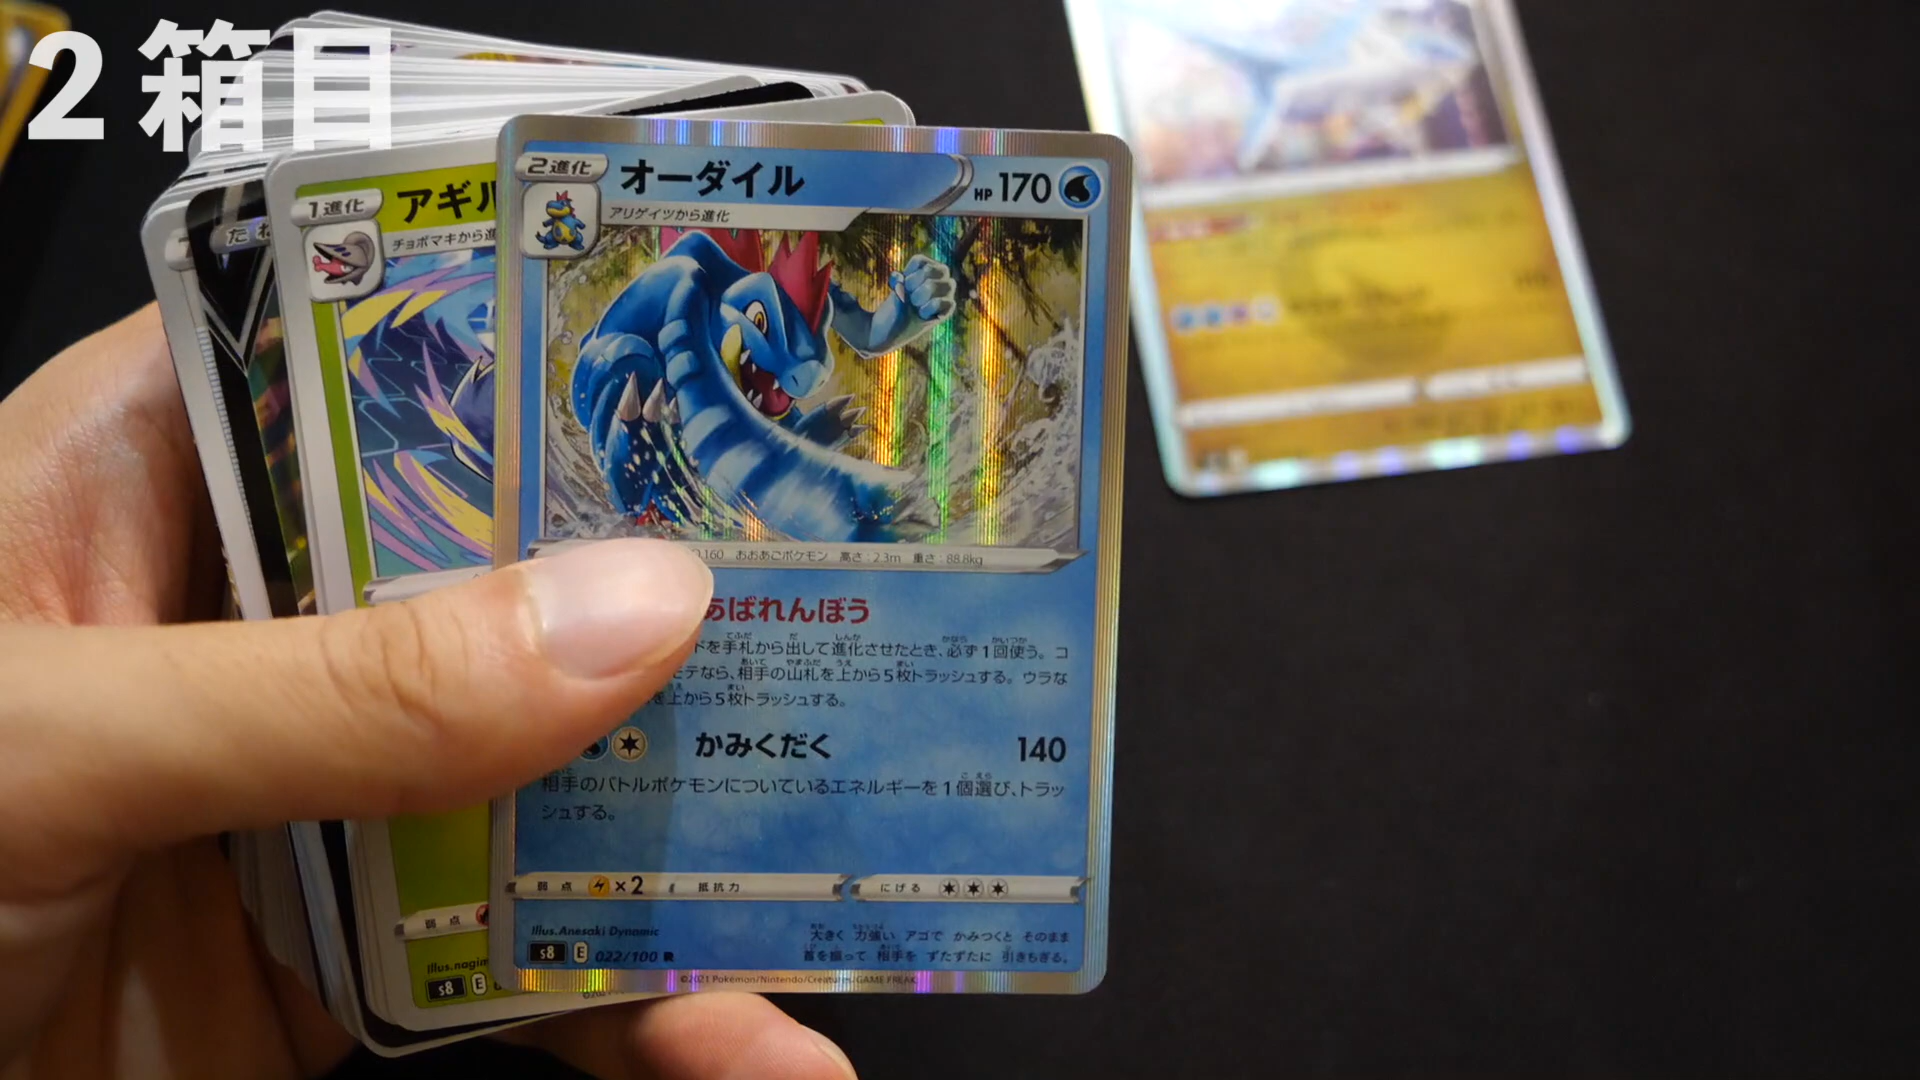 2箱目
2進化
オーダイル
HP 170
アリゲイツから進化
160 おおあごポケモン 高さ:2.3m 重さ:88.8kg
あばれんぼう
を手札から出して進化させたとき、必ず1回使う。コ
モテなら、相手の山札を上から5枚トラッシュする。ウラな
を上から5枚トラッシュする。
かみくだく 140
相手のバトルポケモンについているエネルギーを1個選び、トラッ
シュする。
弱点 ×2 抵抗力 にげる
Illus.Anesaki Dynamic
大きく 力強い アゴで かみつくと そのまま
首を振って 相手を ずたずたに 引きちぎる。
s8 E 022/100 R
©2021 Pokémon/Nintendo/Creatures/GAME FREAK
1進化
アギル
チョボマキから進
弱点
Illus.nagim
s8 E
たね